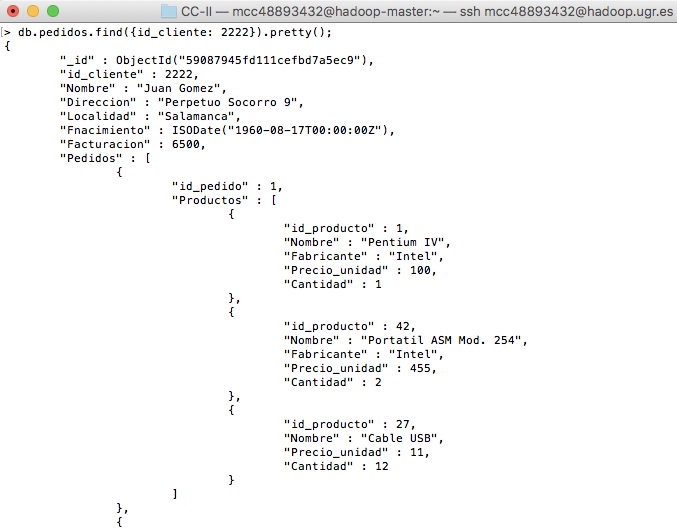 CC-II — mcc48893432@hadoop-master:~ — ssh mcc48893432@hadoop.ugr.es
> db.pedidos.find({id_cliente: 2222}).pretty();
{
        "_id" : ObjectId("59087945fd111cefbd7a5ec9"),
        "id_cliente" : 2222,
        "Nombre" : "Juan Gomez",
        "Direccion" : "Perpetuo Socorro 9",
        "Localidad" : "Salamanca",
        "Fnacimiento" : ISODate("1960-08-17T00:00:00Z"),
        "Facturacion" : 6500,
        "Pedidos" : [
                {
                        "id_pedido" : 1,
                        "Productos" : [
                                {
                                        "id_producto" : 1,
                                        "Nombre" : "Pentium IV",
                                        "Fabricante" : "Intel",
                                        "Precio_unidad" : 100,
                                        "Cantidad" : 1
                                },
                                {
                                        "id_producto" : 42,
                                        "Nombre" : "Portatil ASM Mod. 254",
                                        "Fabricante" : "Intel",
                                        "Precio_unidad" : 455,
                                        "Cantidad" : 2
                                },
                                {
                                        "id_producto" : 27,
                                        "Nombre" : "Cable USB",
                                        "Precio_unidad" : 11,
                                        "Cantidad" : 12
                                }
                        ]
                },
                {